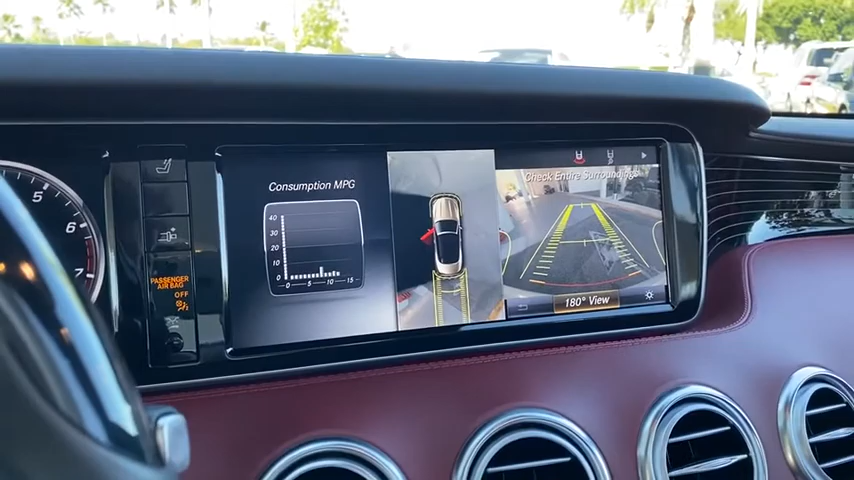 5
6
7
PASSENGER
AIR BAG
OFF
Consumption MPG
40
30
20
10
0
0 5 10 15
Check Entire Surroundings
180° View